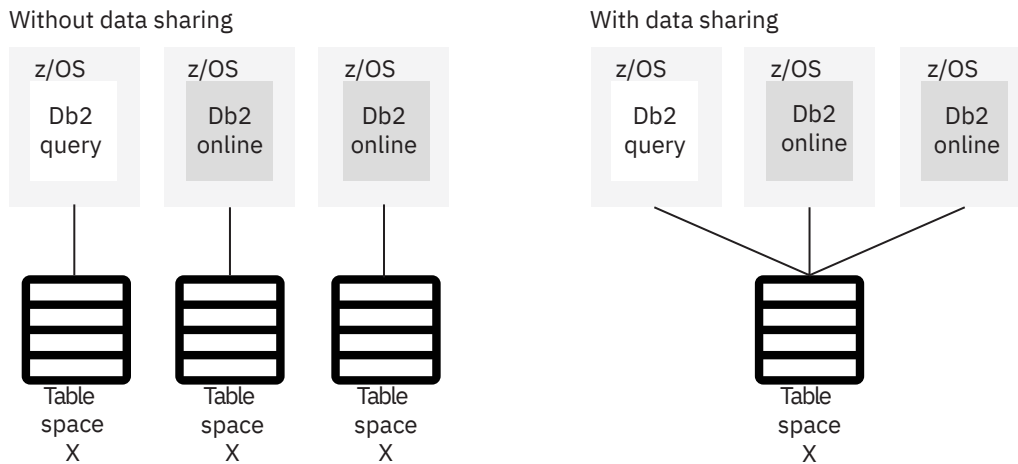 Without data sharing
z/OS
Db2
query
z/OS
Db2
online
z/OS
Db2
online
Table
space
X
Table
space
X
Table
space
X
With data sharing
z/OS
Db2
query
z/OS
Db2
online
z/OS
Db2
online
Table
space
X